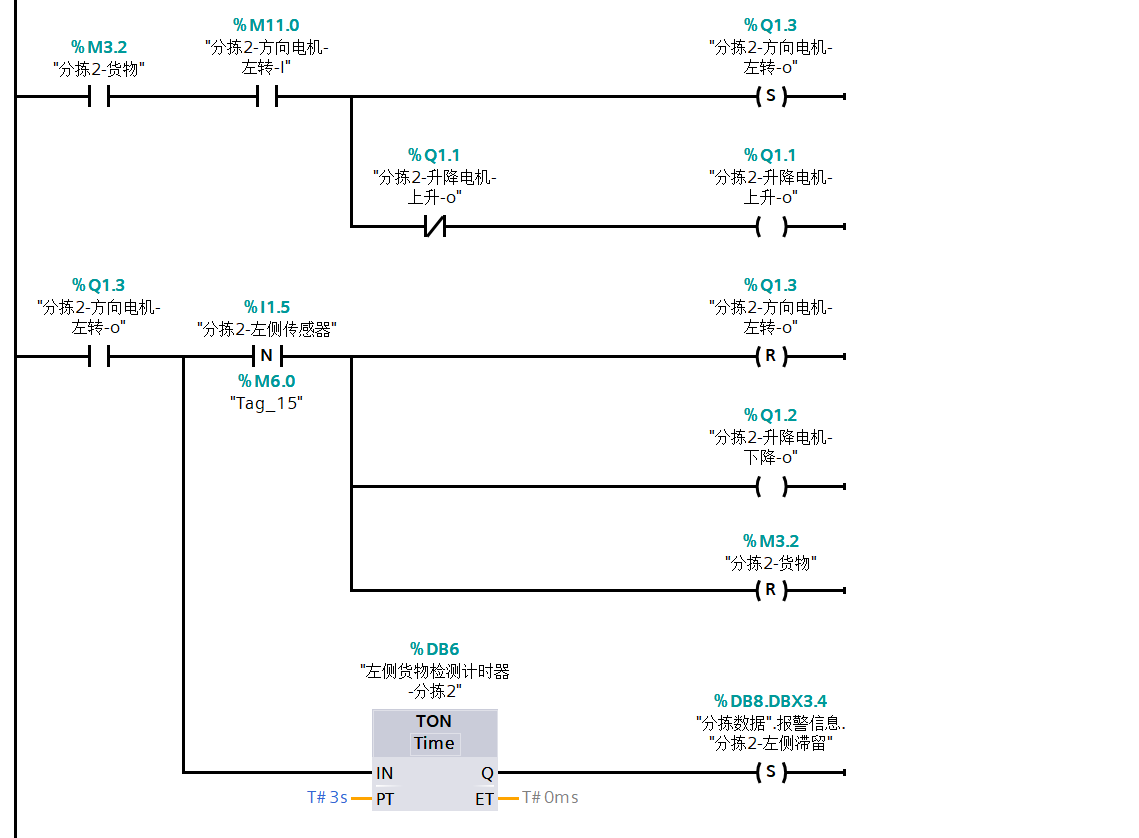 %M3.2
"分拣2-货物"
%M11.0
"分拣2-方向电机-
左转-I"
%Q1.3
"分拣2-方向电机-
左转-o"
S
%Q1.1
"分拣2-升降电机-
上升-o"
%Q1.1
"分拣2-升降电机-
上升-o"
%Q1.3
"分拣2-方向电机-
左转-o"
%I1.5
"分拣2-左侧传感器"
N
%M6.0
"Tag_15"
%Q1.3
"分拣2-方向电机-
左转-o"
R
%Q1.2
"分拣2-升降电机-
下降-o"
%M3.2
"分拣2-货物"
R
%DB6
"左侧货物检测计时器
-分拣2"
TON
Time
IN Q
T#3s PT ET T#0ms
%DB8.DBX3.4
"分拣数据".报警信息.
"分拣2-左侧滞留"
S